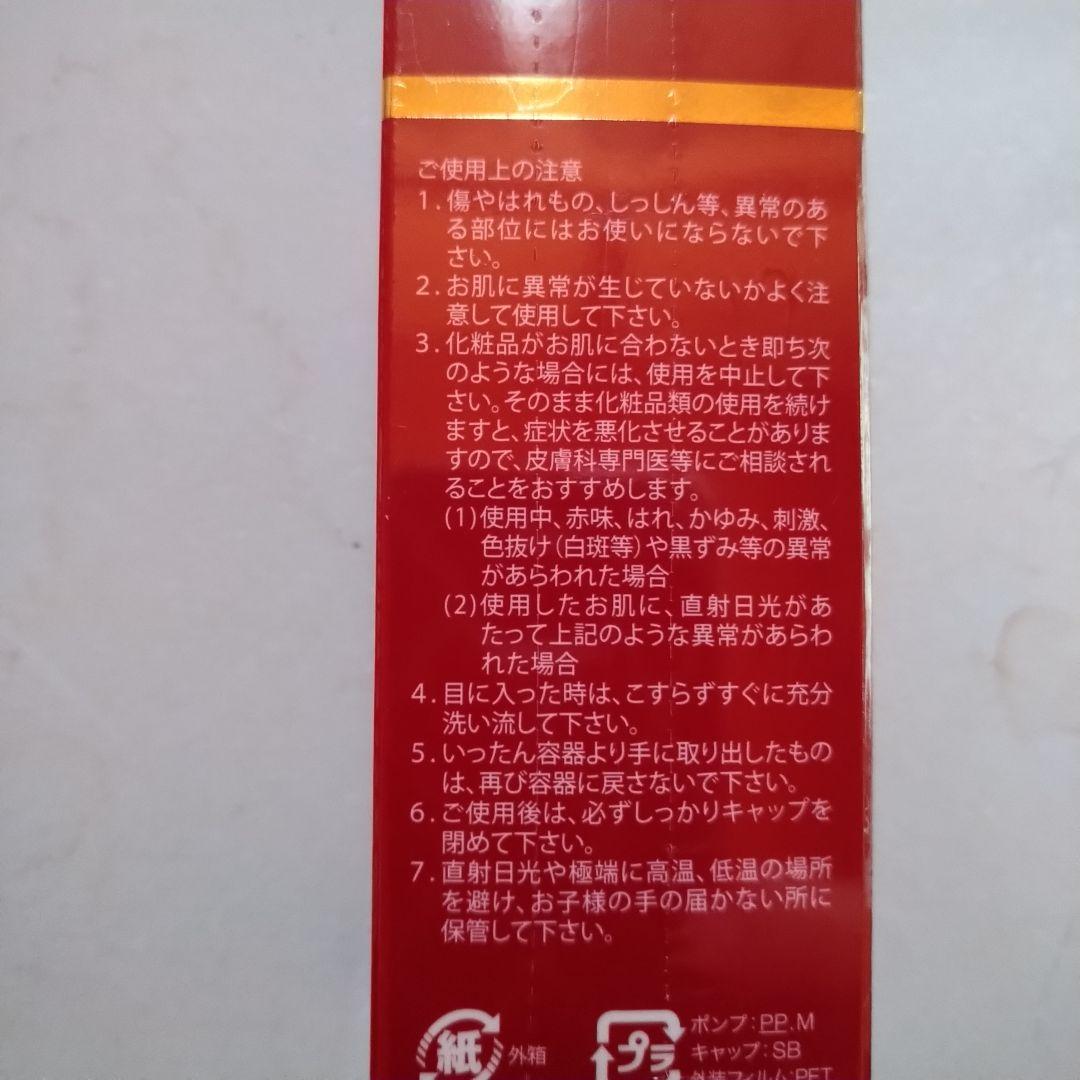 ご使用上の注意
1.傷やはれもの、しっしん等、異常のあ
る部位にはお使いにならないで下
さい。
2.お肌に異常が生じていないかよく注
意して使用して下さい。
3.化粧品がお肌に合わないとき即ち次
のような場合には、使用を中止して下
さい。そのまま化粧品類の使用を続け
ますと、症状を悪化させることがありま
すので、皮膚科専門医等にご相談され
ることをおすすめします。
(1)使用中、赤味、はれ、かゆみ、刺激、
色抜け(白斑等)や黒ずみ等の異常
があらわれた場合
(2)使用したお肌に、直射日光があ
たって上記のような異常があらわ
れた場合
4.目に入った時は、こすらずすぐに充分
洗い流して下さい。
5.いったん容器より手に取り出したもの
は、再び容器に戻さないで下さい。
6.ご使用後は、必ずしっかりキャップを
閉めて下さい。
7.直射日光や極端に高温、低温の場所
を避け、お子様の手の届かない所に
保管して下さい。
紙 外箱
プラ ポンプ:PP.M
キャップ:SB
外装フィルム:PET